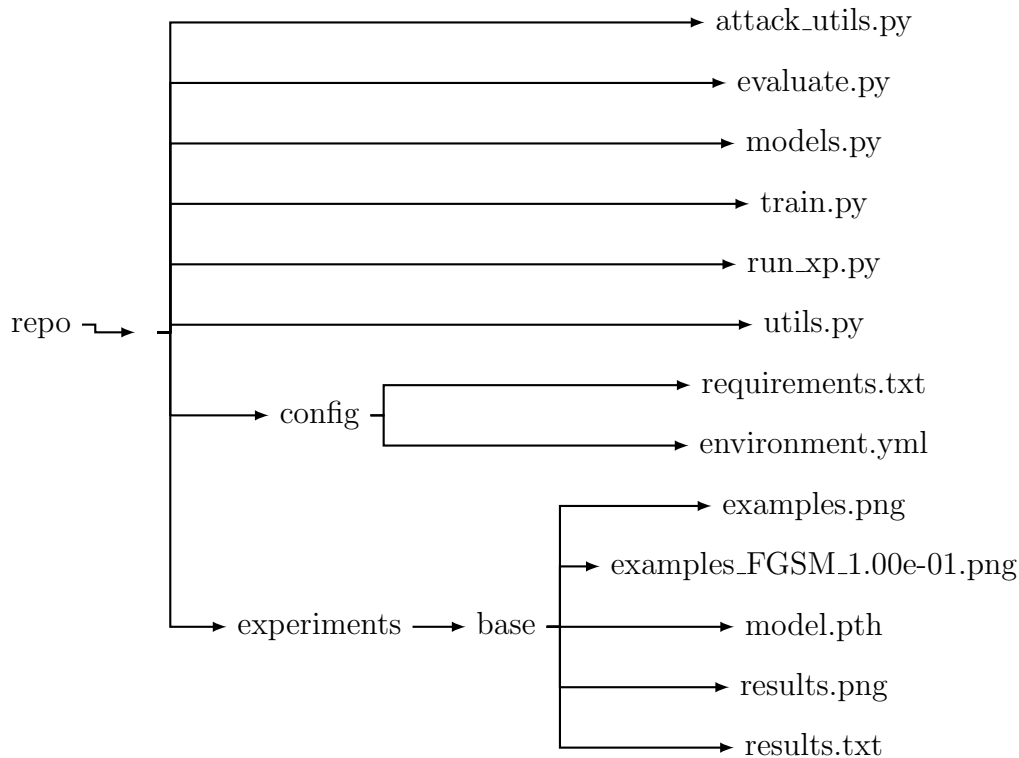 attack_utils.py
evaluate.py
models.py
train.py
run_xp.py
repo
utils.py
config
requirements.txt
environment.yml
examples.png
examples_FGSM_1.00e-01.png
experiments
base
model.pth
results.png
results.txt